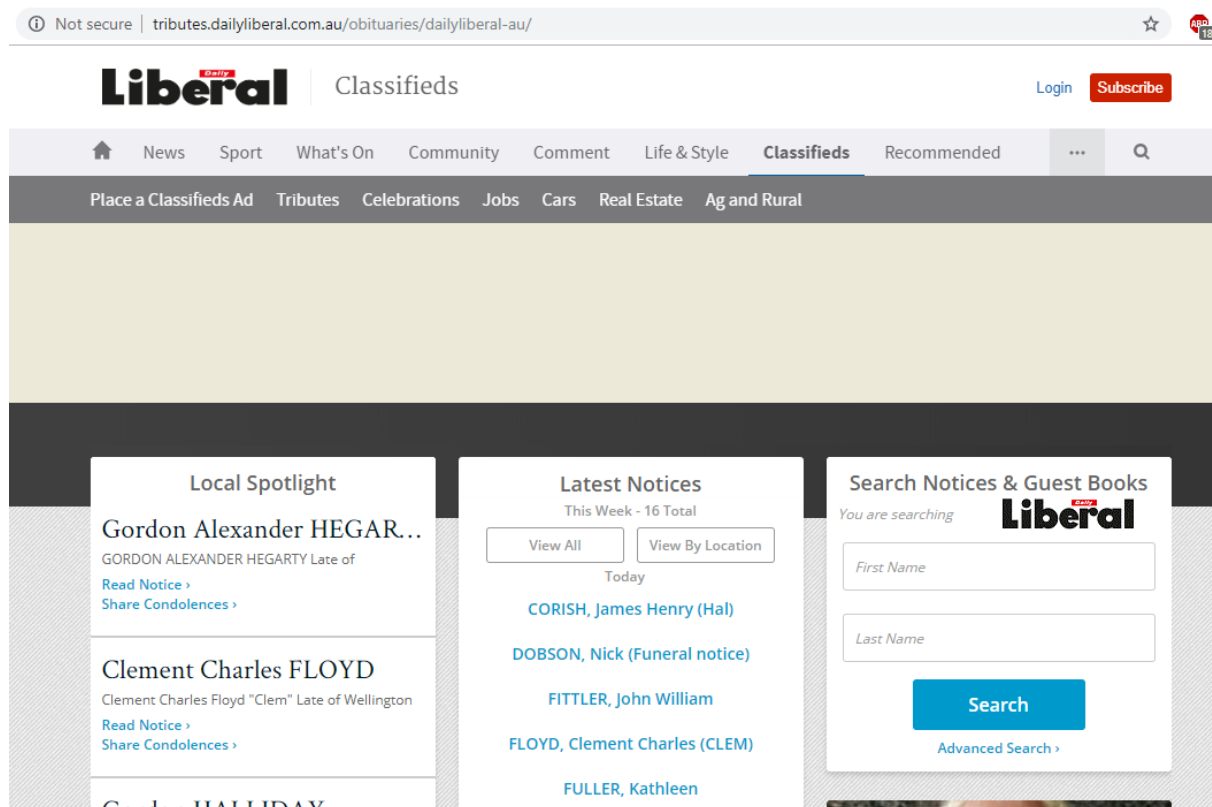 Not secure | tributes.dailyliberal.com.au/obituaries/dailyliberal-au/
ABP
18
Daily
Liberal
Classifieds
Login
Subscribe
News Sport What's On Community Comment Life & Style Classifieds Recommended ...
Place a Classifieds Ad Tributes Celebrations Jobs Cars Real Estate Ag and Rural
Local Spotlight
Gordon Alexander HEGAR...
GORDON ALEXANDER HEGARTY Late of
Read Notice ›
Share Condolences ›
Clement Charles FLOYD
Clement Charles Floyd "Clem" Late of Wellington
Read Notice ›
Share Condolences ›
Latest Notices
This Week - 16 Total
View All
View By Location
Today
CORISH, James Henry (Hal)
DOBSON, Nick (Funeral notice)
FITTLER, John William
FLOYD, Clement Charles (CLEM)
FULLER, Kathleen
Search Notices & Guest Books
You are searching
Daily
Liberal
First Name
Last Name
Search
Advanced Search ›